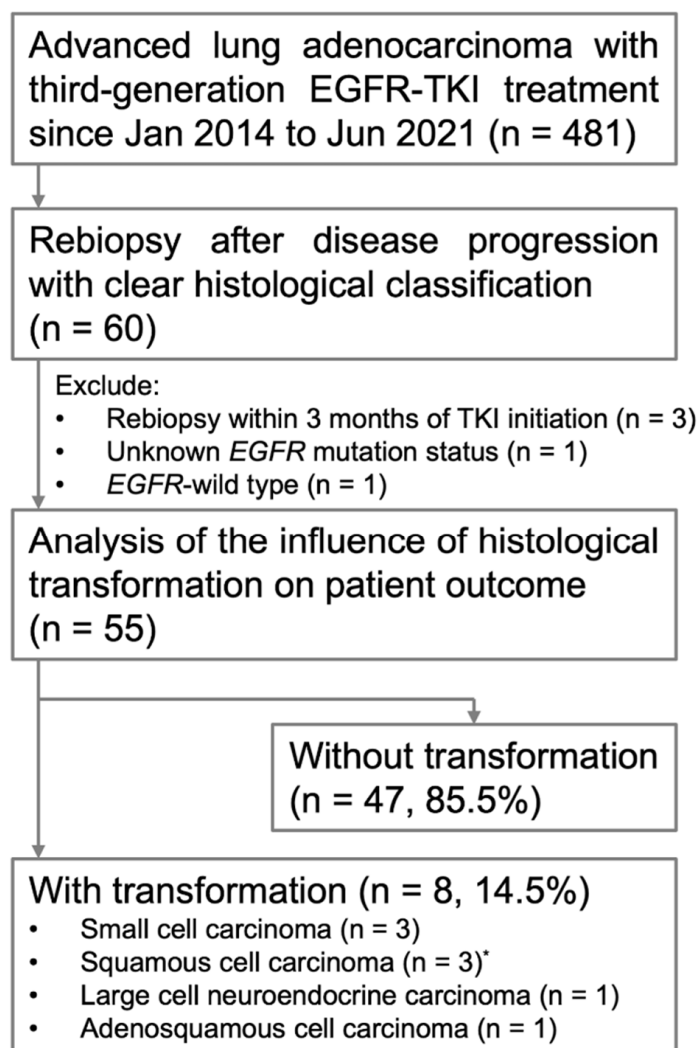 Advanced lung adenocarcinoma with
third-generation EGFR-TKI treatment
since Jan 2014 to Jun 2021 (n = 481)
Rebiopsy after disease progression
with clear histological classification
(n = 60)
Exclude:
• Rebiopsy within 3 months of TKI initiation (n = 3)
• Unknown EGFR mutation status (n = 1)
• EGFR-wild type (n = 1)
Analysis of the influence of histological
transformation on patient outcome
(n = 55)
Without transformation
(n = 47, 85.5%)
With transformation (n = 8, 14.5%)
• Small cell carcinoma (n = 3)
• Squamous cell carcinoma (n = 3)*
• Large cell neuroendocrine carcinoma (n = 1)
• Adenosquamous cell carcinoma (n = 1)